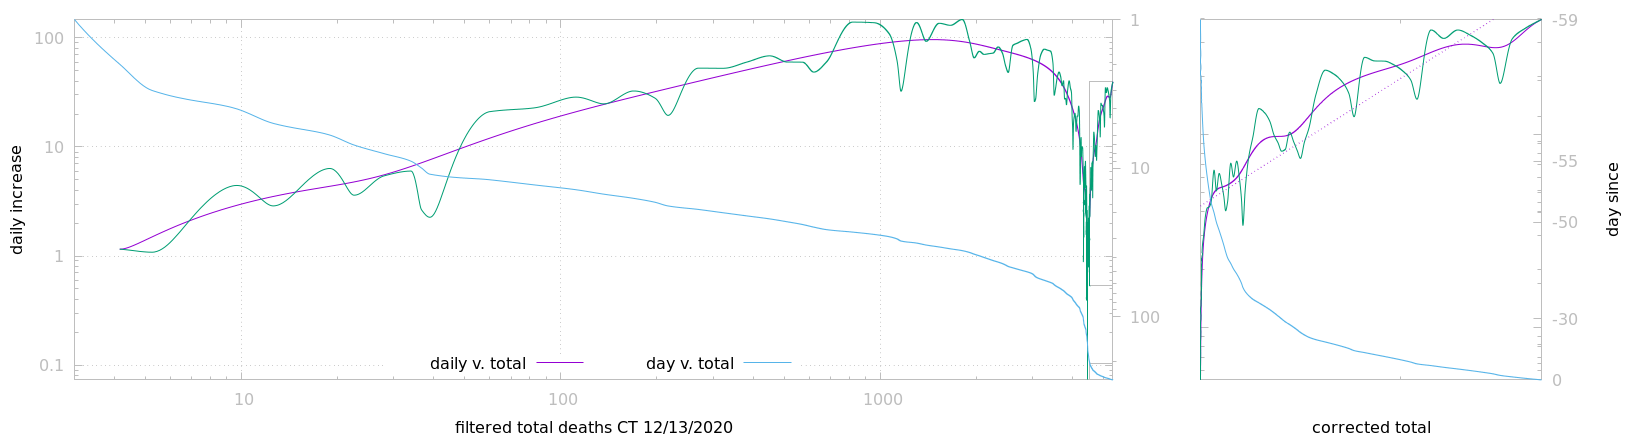 daily increase
100
10
1
0.1
10
100
1000
filtered total deaths CT 12/13/2020
daily v. total
day v. total
1
10
100
-59
-55
-50
-30
0
day since
corrected total